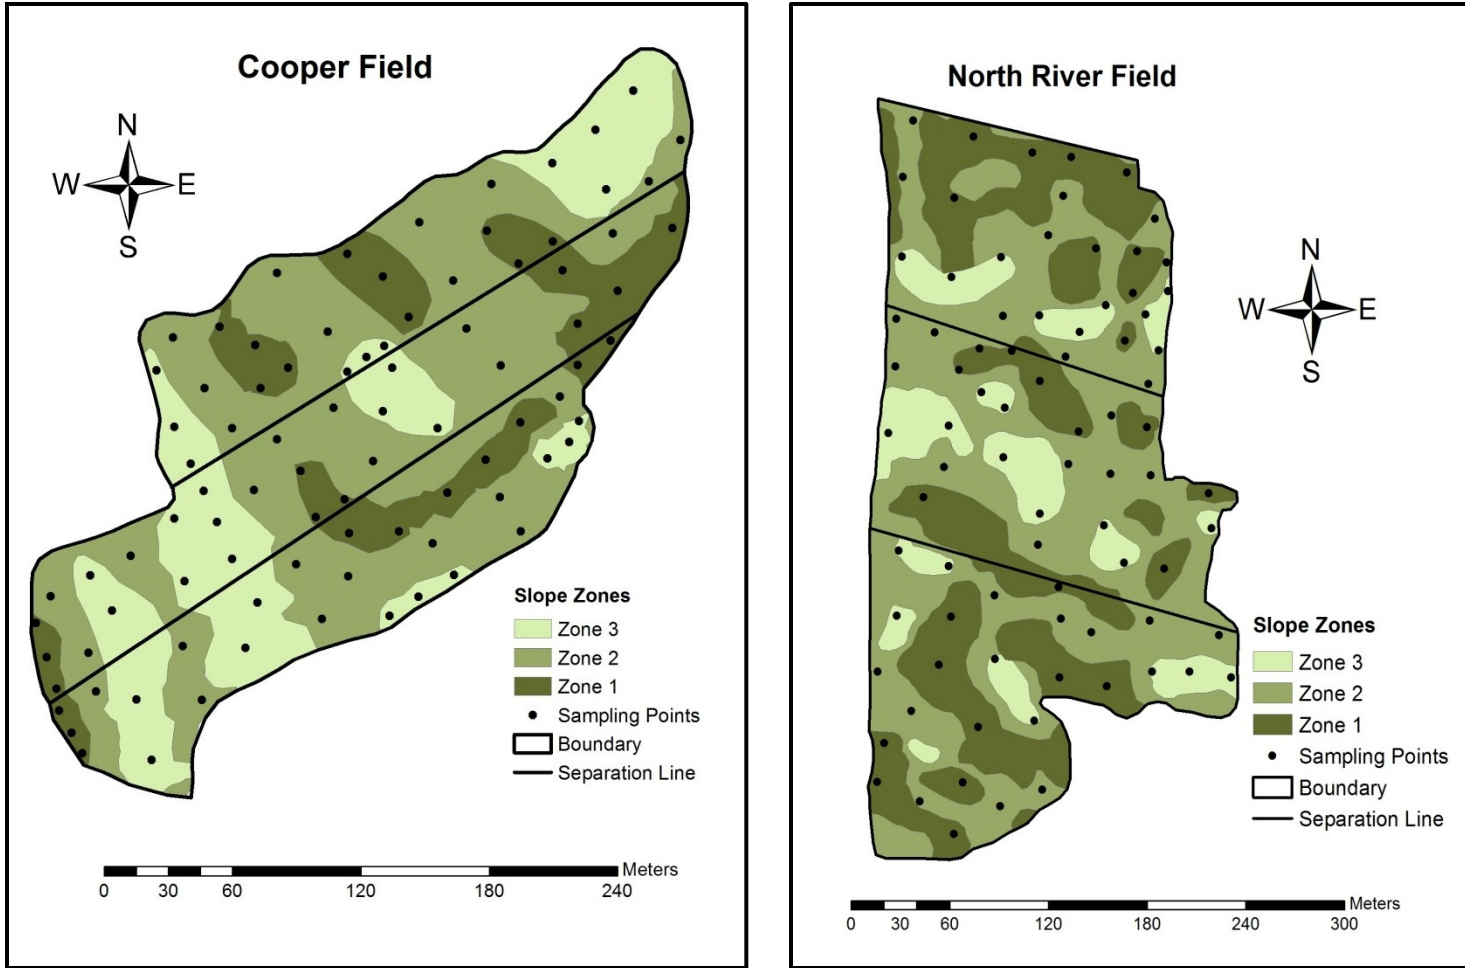 Cooper Field
N
W E
S
Slope Zones
Zone 3
Zone 2
Zone 1
Sampling Points
Boundary
Separation Line
Meters
0 30 60 120 180 240
North River Field
N
W E
S
Slope Zones
Zone 3
Zone 2
Zone 1
Sampling Points
Boundary
Separation Line
Meters
0 30 60 120 180 240 300